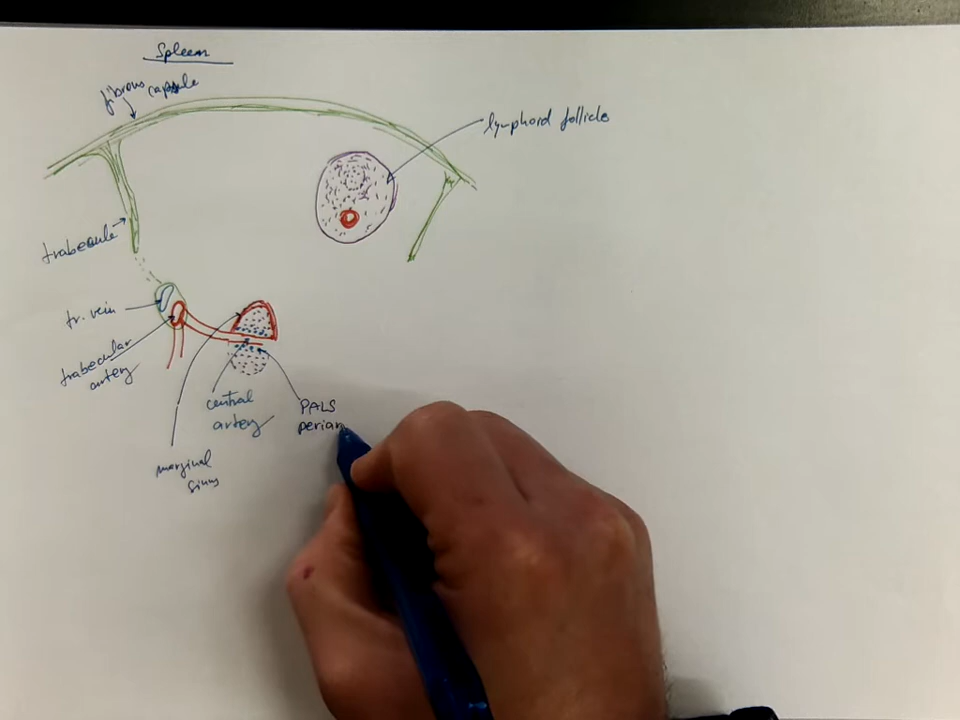 Spleen
fibrous capsule
lymphoid follicle
trabecule
tr. vein
trabecular
artery
central
artery
PALS
periar
marginal
sinus